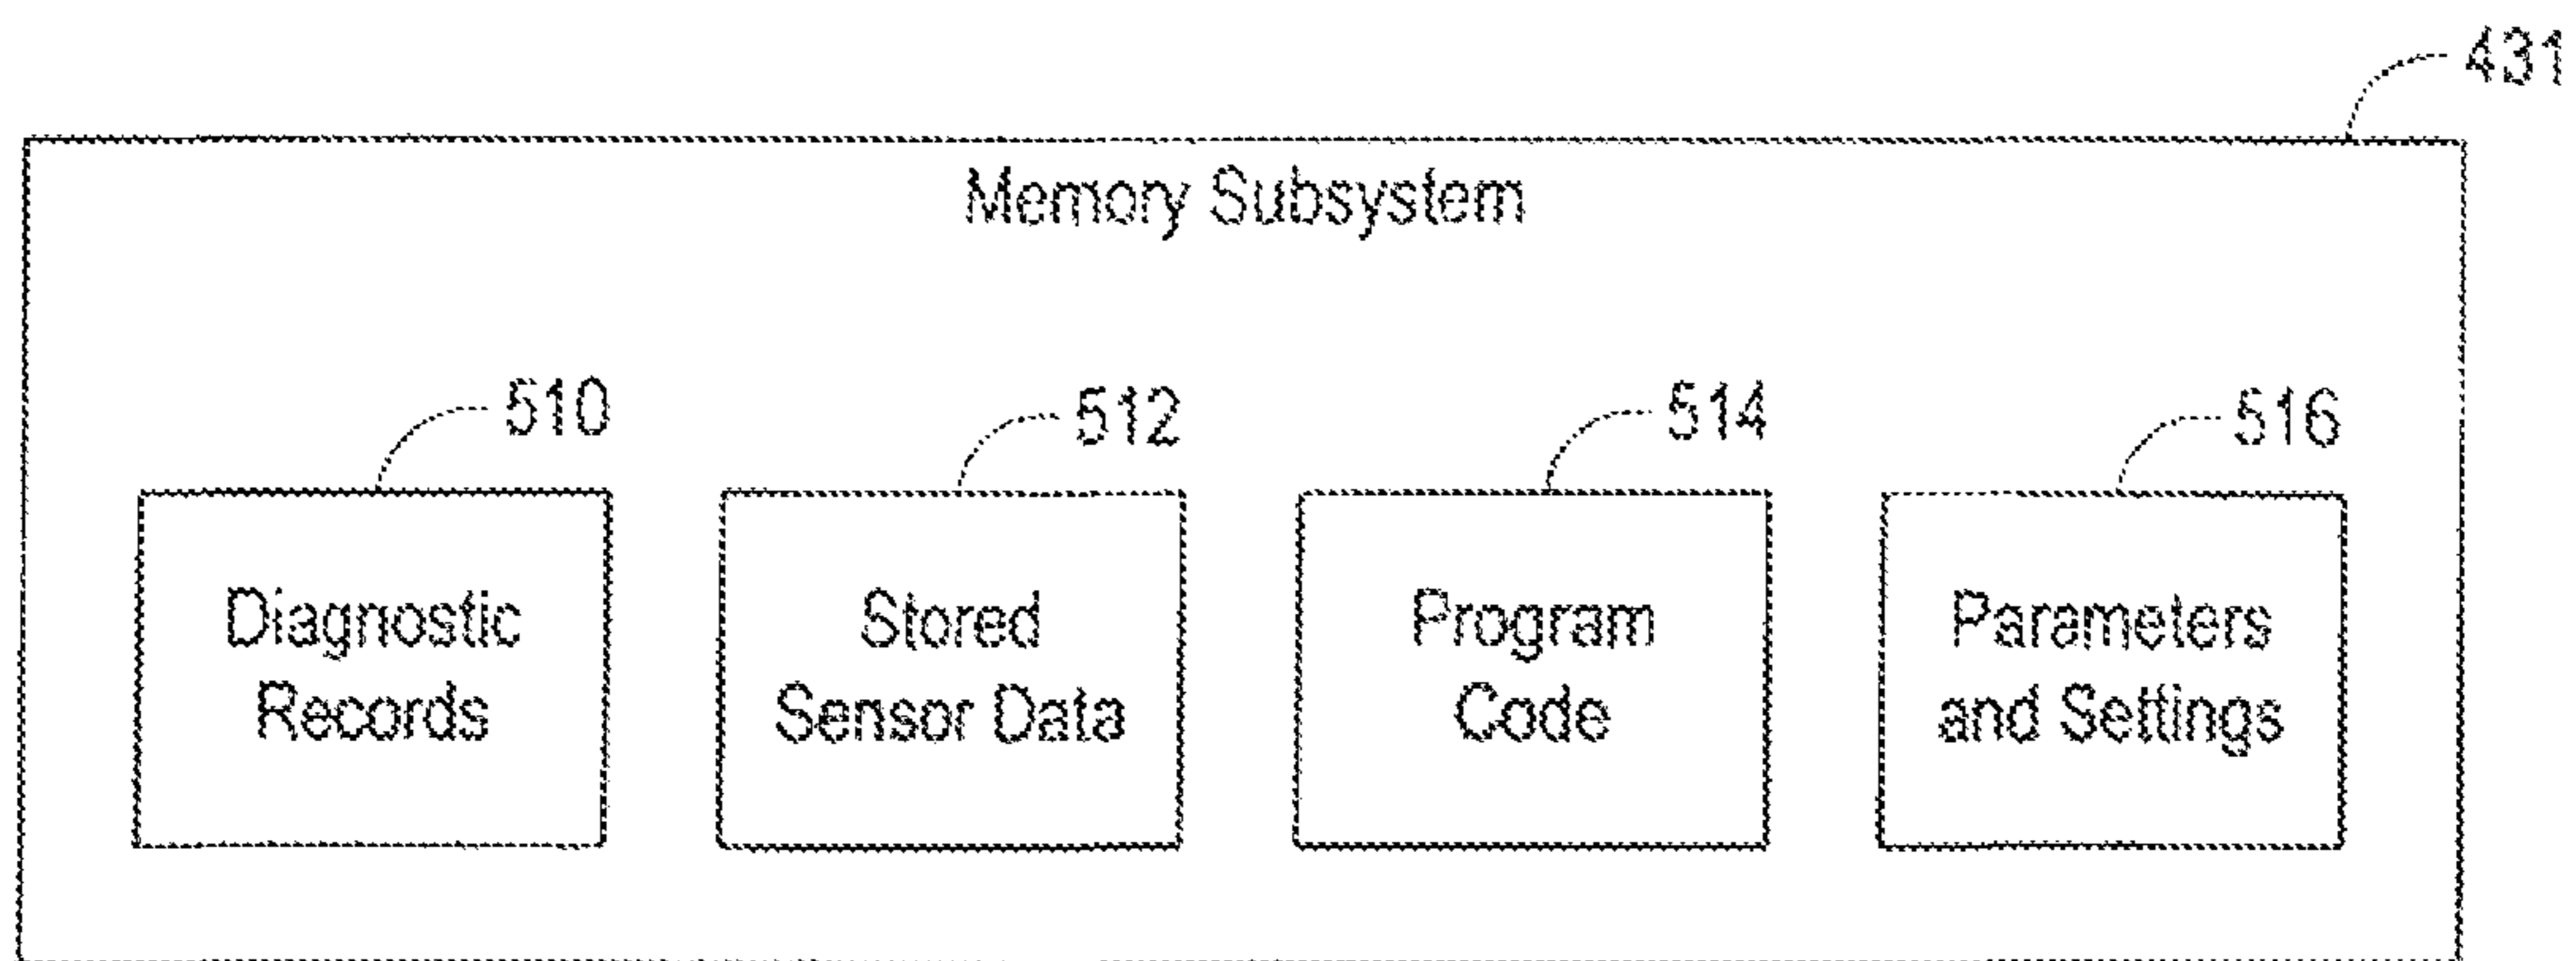 431
Memory Subsystem
510
512
514
516
Diagnostic
Records
Stored
Sensor Data
Program
Code
Parameters
and Settings